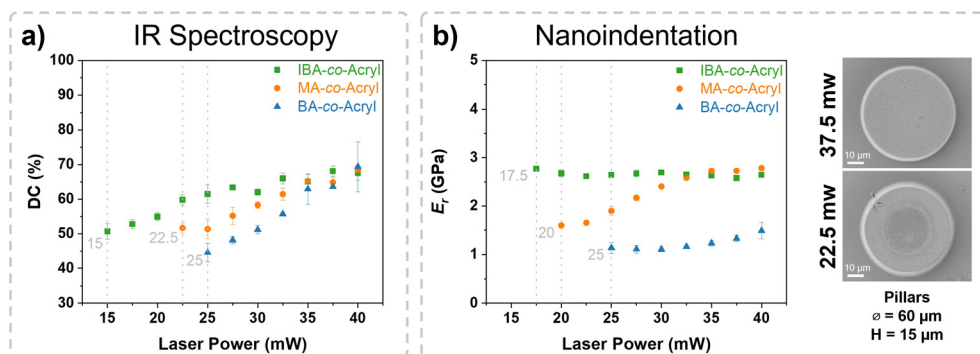 a) IR Spectroscopy
DC (%)
100
90
80
70
60
50
40
30
IBA-co-Acryl
MA-co-Acryl
BA-co-Acryl
15
22.5
25
15 20 25 30 35 40
Laser Power (mW)
b) Nanoindentation
Er (GPa)
5
4
3
2
1
0
IBA-co-Acryl
MA-co-Acryl
BA-co-Acryl
17.5
20
25
15 20 25 30 35 40
Laser Power (mW)
37.5 mw
10 µm
22.5 mw
10 µm
Pillars
⌀ = 60 µm
H = 15 µm